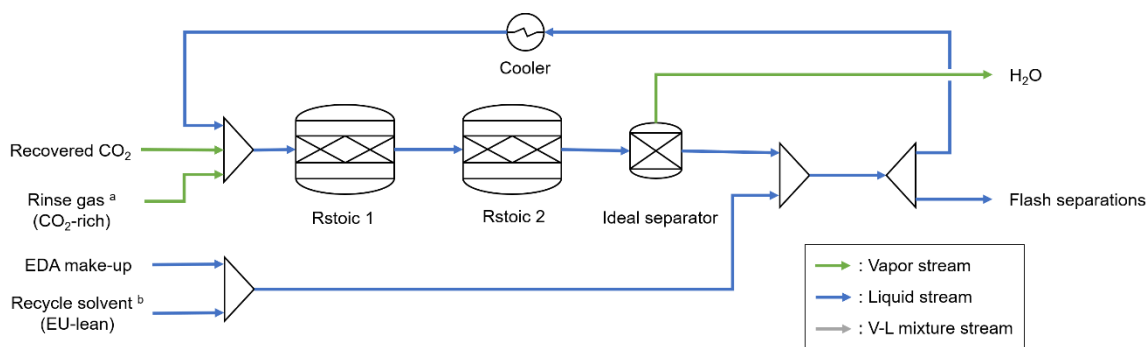 Cooler
H₂O
Recovered CO₂
Rinse gas ᵃ
(CO₂-rich)
Rstoic 1
Rstoic 2
Ideal separator
Flash separations
EDA make-up
Recycle solvent ᵇ
(EU-lean)
: Vapor stream
: Liquid stream
: V-L mixture stream